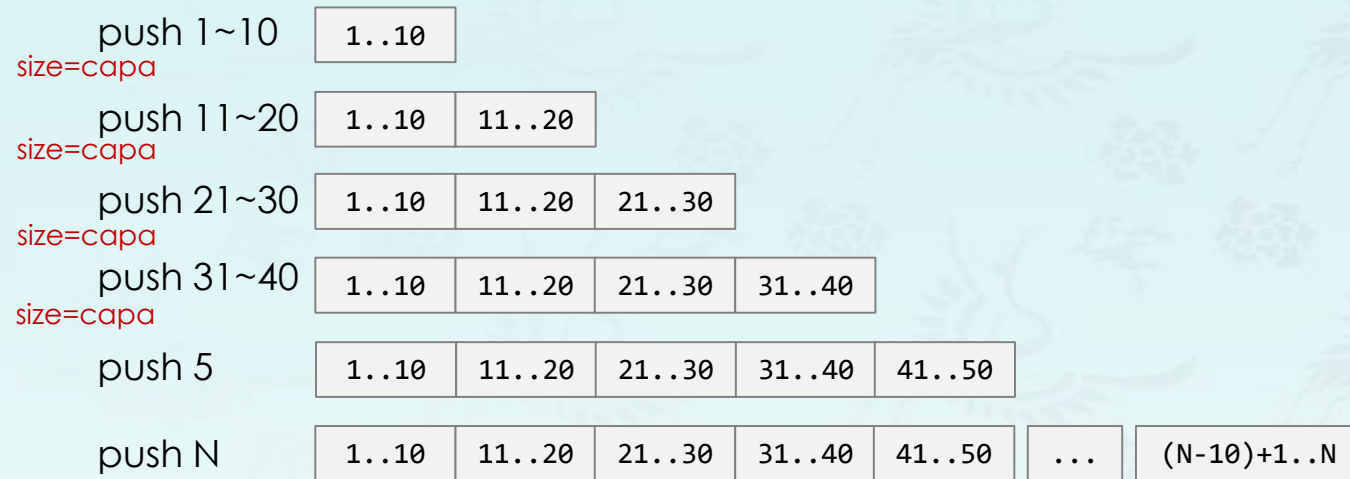 push 1~10 1..10
size=capa
push 11~20 1..10 11..20
size=capa
push 21~30 1..10 11..20 21..30
size=capa
push 31~40 1..10 11..20 21..30 31..40
size=capa
push 5 1..10 11..20 21..30 31..40 41..50
push N 1..10 11..20 21..30 31..40 41..50 ... (N-10)+1..N